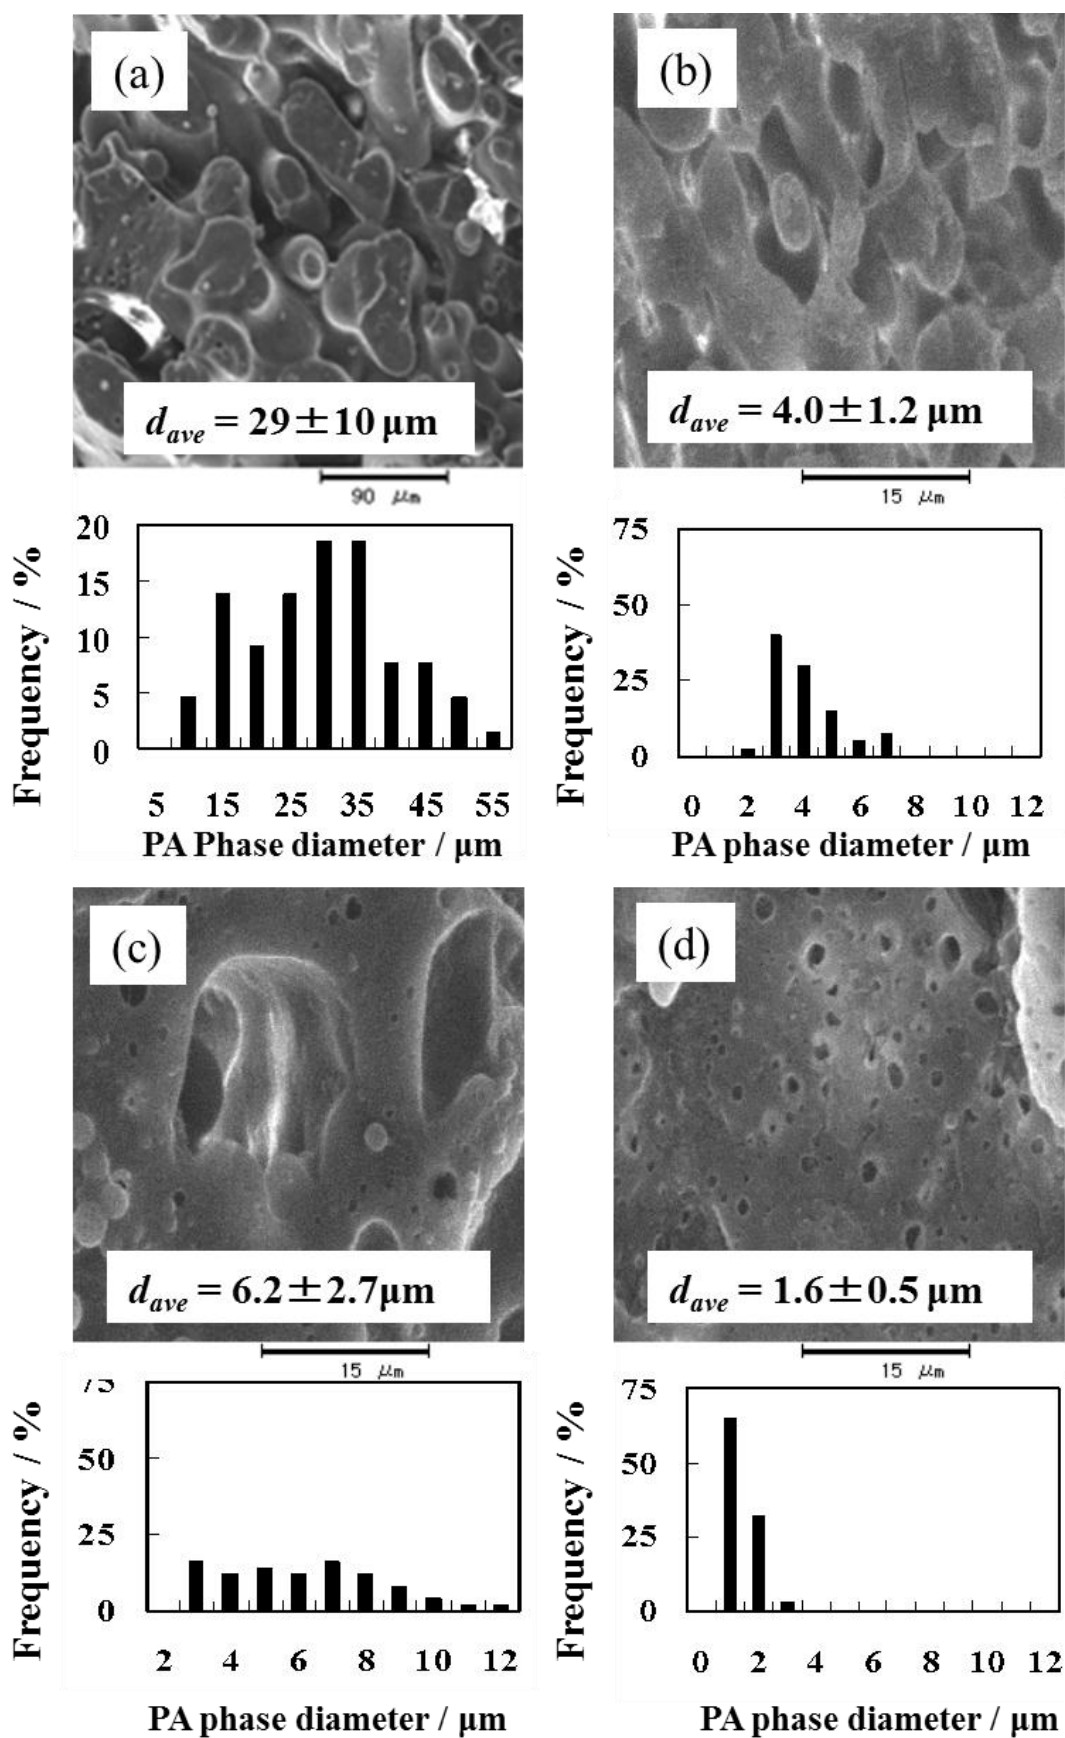 (a)
d_ave = 29±10 μm
90 μm
20
15
10
5
0
Frequency / %
5 15 25 35 45 55
PA Phase diameter / μm
(b)
d_ave = 4.0±1.2 μm
15 μm
75
50
25
0
Frequency / %
0 2 4 6 8 10 12
PA phase diameter / μm
(c)
d_ave = 6.2±2.7μm
15 μm
75
50
25
0
Frequency / %
2 4 6 8 10 12
PA phase diameter / μm
(d)
d_ave = 1.6±0.5 μm
15 μm
75
50
25
0
Frequency / %
0 2 4 6 8 10 12
PA phase diameter / μm